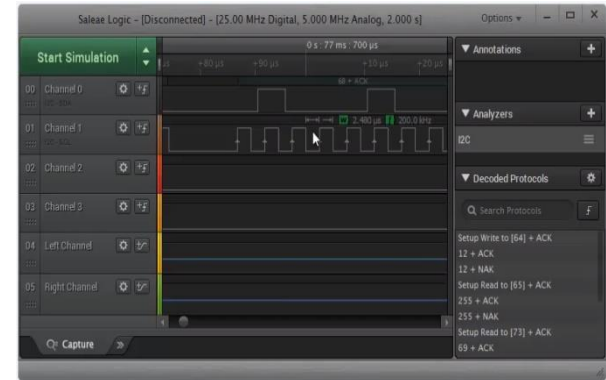 Saleae Logic - [Disconnected] - [25.00 MHz Digital, 5.000 MHz Analog, 2.000 s]
Options
Start Simulation
0 s : 77 ms : 700 µs
+80 µs
+90 µs
+10 µs
+20 µs
Annotations
00 Channel 0
01 Channel 1
2.400 µs
200.0 kHz
Analyzers
I2C
02 Channel 2
Decoded Protocols
03 Channel 3
Search Protocols
04 Left Channel
Setup Write to [64] + ACK
12 + ACK
12 + NAK
05 Right Channel
Setup Read to [65] + ACK
255 + ACK
255 + NAK
Setup Read to [73] + ACK
69 + ACK
Capture